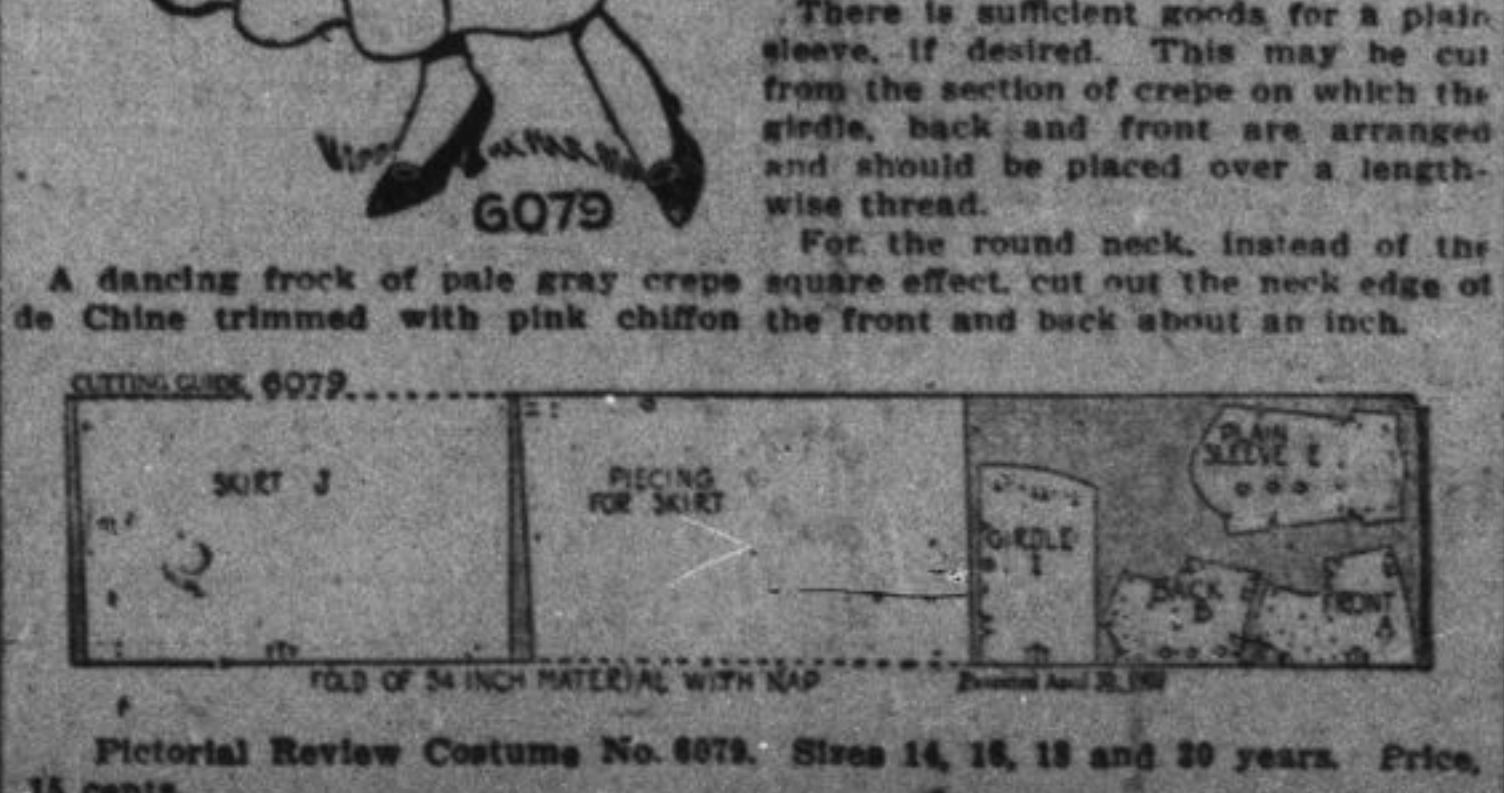 There is sufficient goods for a plain
sleeve, if desired. This may be cut
from the section of crepe on which the
girdle, back and front are arranged
and should be placed over a length-
wise thread.
For the round neck, instead of the
square effect, cut out the neck edge of
the front and back about an inch.
6079
A dancing frock of pale gray crepe
de Chine trimmed with pink chiffon
CUTTING GUIDE 6079
SKIRT J
PIECING
FOR SKIRT
GIRDLE
I
PLAIN
SLEEVE E
BACK
B
FRONT
A
FOLD OF 54 INCH MATERIAL WITH NAP
Patented April 30,
Pictorial Review Costume No. 6079. Sizes 14, 16, 18 and 20 years. Price,
15 cents.